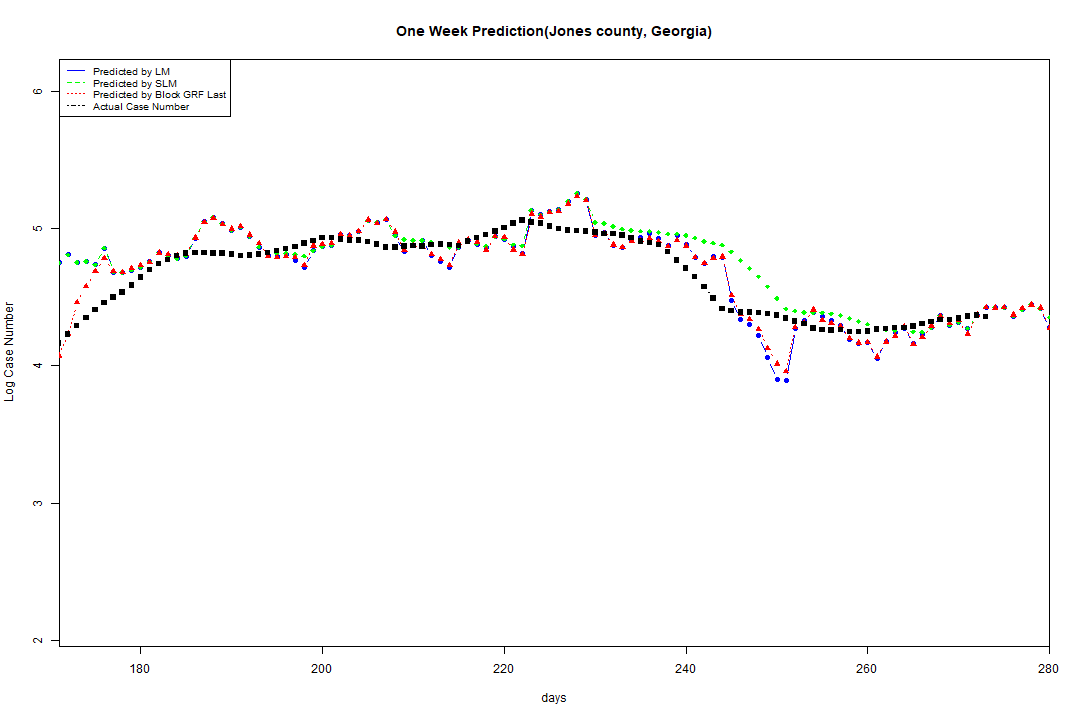 One Week Prediction(Jones county, Georgia)
Predicted by LM
Predicted by SLM
Predicted by Block GRF Last
Actual Case Number
6
5
4
3
2
Log Case Number
180 200 220 240 260 280
days